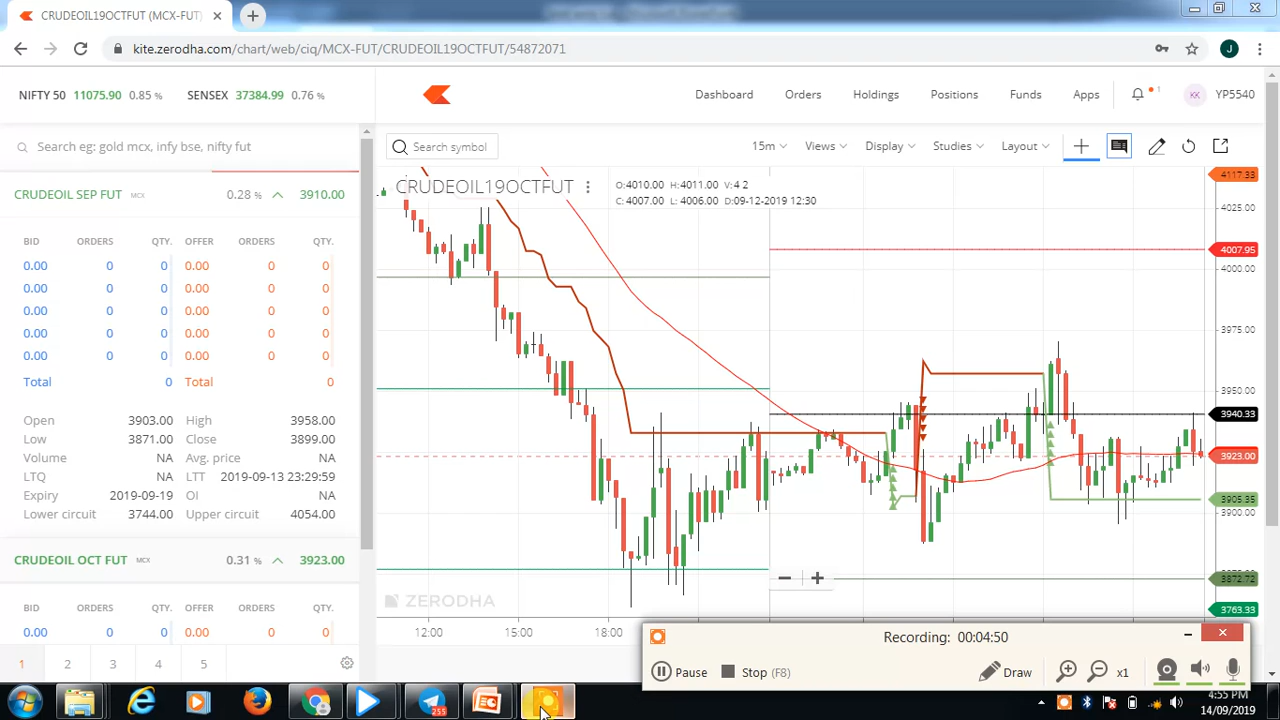 CRUDEOIL19OCTFUT (MCX-FUT)
kite.zerodha.com/chart/web/ciq/MCX-FUT/CRUDEOIL19OCTFUT/54872071
J
NIFTY 50 11075.90 0.85 % SENSEX 37384.99 0.76 %
Dashboard Orders Holdings Positions Funds Apps 1 KK YP5540
Search eg: gold mcx, infy bse, nifty fut
Search symbol 15m Views Display Studies Layout
CRUDEOIL SEP FUT MCX 0.28 % 3910.00
BID ORDERS QTY. OFFER ORDERS QTY.
0.00 0 0 0.00 0 0
0.00 0 0 0.00 0 0
0.00 0 0 0.00 0 0
0.00 0 0 0.00 0 0
0.00 0 0 0.00 0 0
Total 0 Total 0
Open 3903.00 High 3958.00
Low 3871.00 Close 3899.00
Volume NA Avg. price NA
LTQ NA LTT 2019-09-13 23:29:59
Expiry 2019-09-19 OI NA
Lower circuit 3744.00 Upper circuit 4054.00
CRUDEOIL OCT FUT MCX 0.31 % 3923.00
BID ORDERS QTY. OFFER ORDERS QTY.
0.00 0 0 0.00 0 0
1 2 3 4 5
CRUDEOIL19OCTFUT
O:4010.00 H:4011.00 V:4 2
C:4007.00 L:4006.00 D:09-12-2019 12:30
4117.33
4025.00
4007.95
4000.00
3975.00
3950.00
3940.33
3923.00
3905.35
3900.00
3872.72
3763.33
ZERODHA
12:00 15:00 18:00
Recording: 00:04:50
Pause Stop (F8) Draw x1
255
4:55 PM
14/09/2019